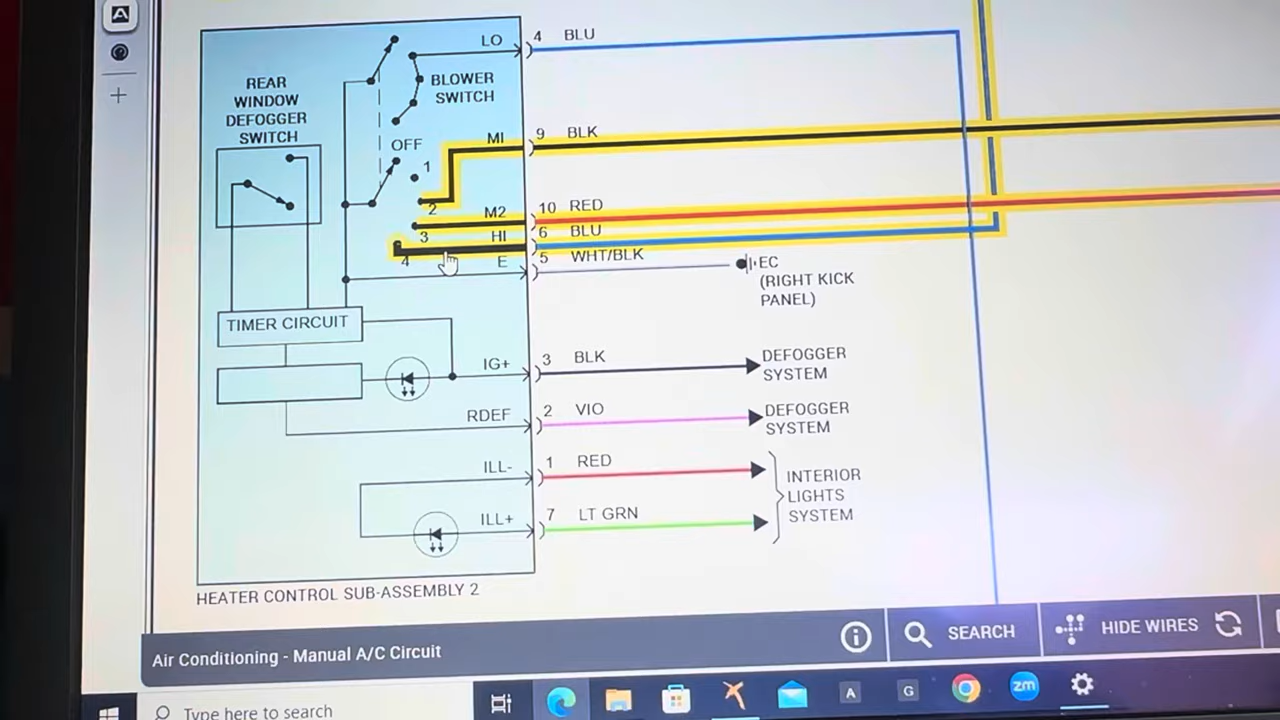 A
LO
4 BLU
REAR
WINDOW
DEFOGGER
SWITCH
BLOWER
SWITCH
OFF
MI
9 BLK
1
2
M2
10 RED
3
HI
6 BLU
4
E
5 WHT/BLK
EC
(RIGHT KICK
PANEL)
TIMER CIRCUIT
IG+
3 BLK
DEFOGGER
SYSTEM
RDEF
2 VIO
DEFOGGER
SYSTEM
ILL-
1 RED
INTERIOR
LIGHTS
SYSTEM
ILL+
7 LT GRN
HEATER CONTROL SUB-ASSEMBLY 2
Air Conditioning - Manual A/C Circuit
SEARCH
HIDE WIRES
Type here to search
A
G
zm